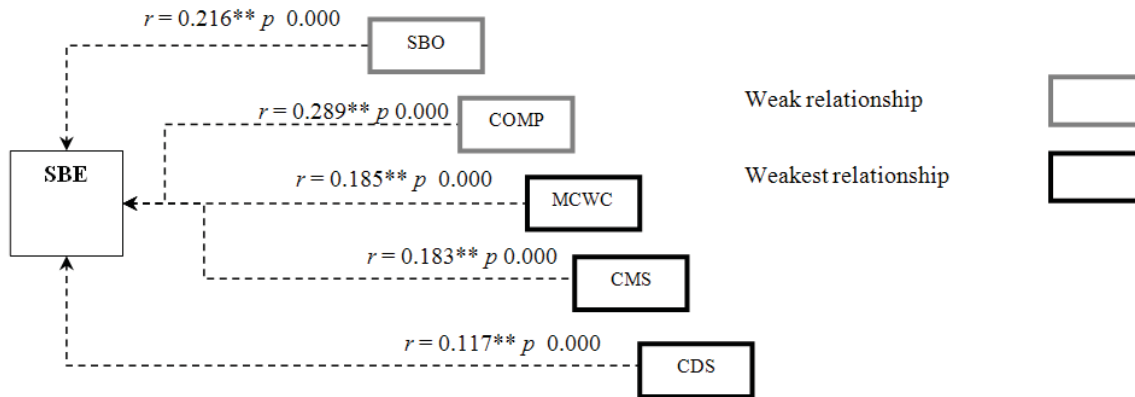 r = 0.216** p 0.000
SBO
r = 0.289** p 0.000
COMP
Weak relationship
SBE
r = 0.185** p 0.000
MCWC
Weakest relationship
r = 0.183** p 0.000
CMS
r = 0.117** p 0.000
CDS